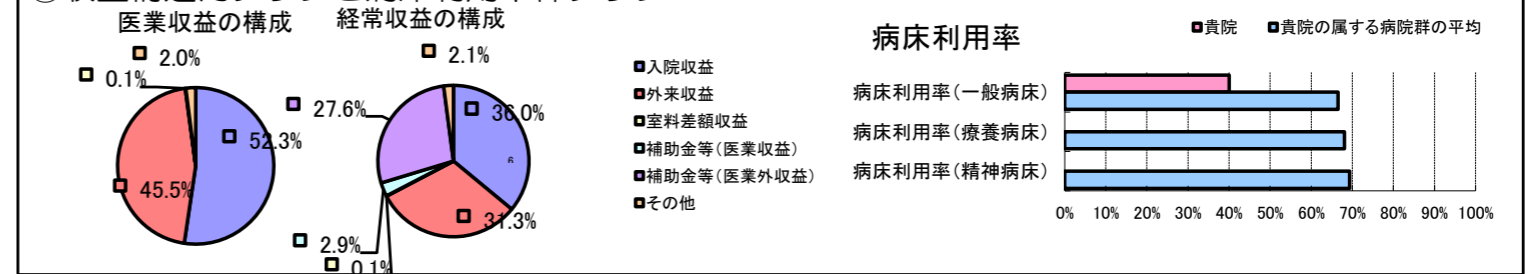 医業収益の構成
2.0%
0.1%
52.3%
45.5%
経常収益の構成
2.1%
27.6%
36.0%
6
31.3%
2.9%
0.1%
入院収益
外来収益
室料差額収益
補助金等(医業収益)
補助金等(医業外収益)
その他
病床利用率
貴院 貴院の属する病院群の平均
病床利用率(一般病床)
病床利用率(療養病床)
病床利用率(精神病床)
0% 10% 20% 30% 40% 50% 60% 70% 80% 90% 100%